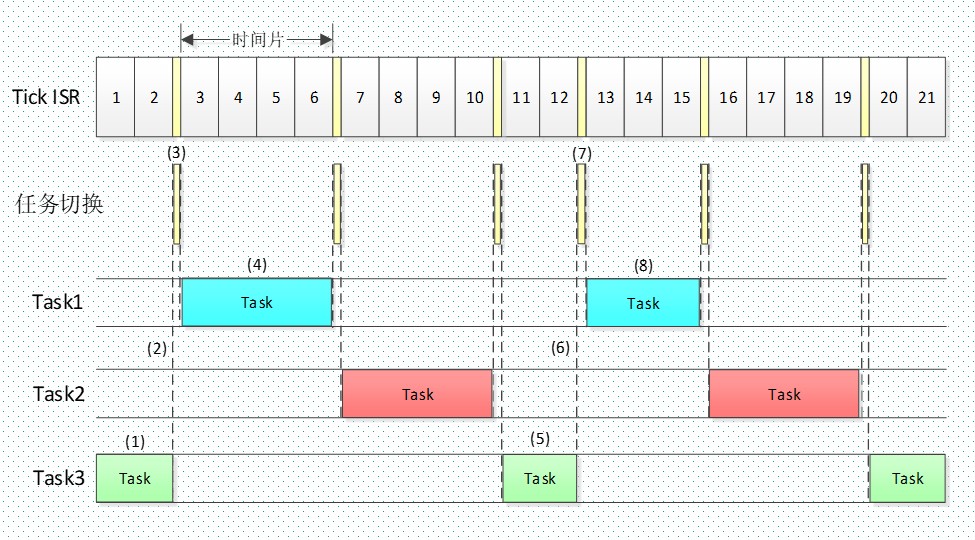 时间片
Tick ISR 1 2 3 4 5 6 7 8 9 10 11 12 13 14 15 16 17 18 19 20 21
(3) (7)
任务切换
(4) (8)
Task1 Task Task
(2) (6)
Task2 Task Task
(1) (5)
Task3 Task Task Task